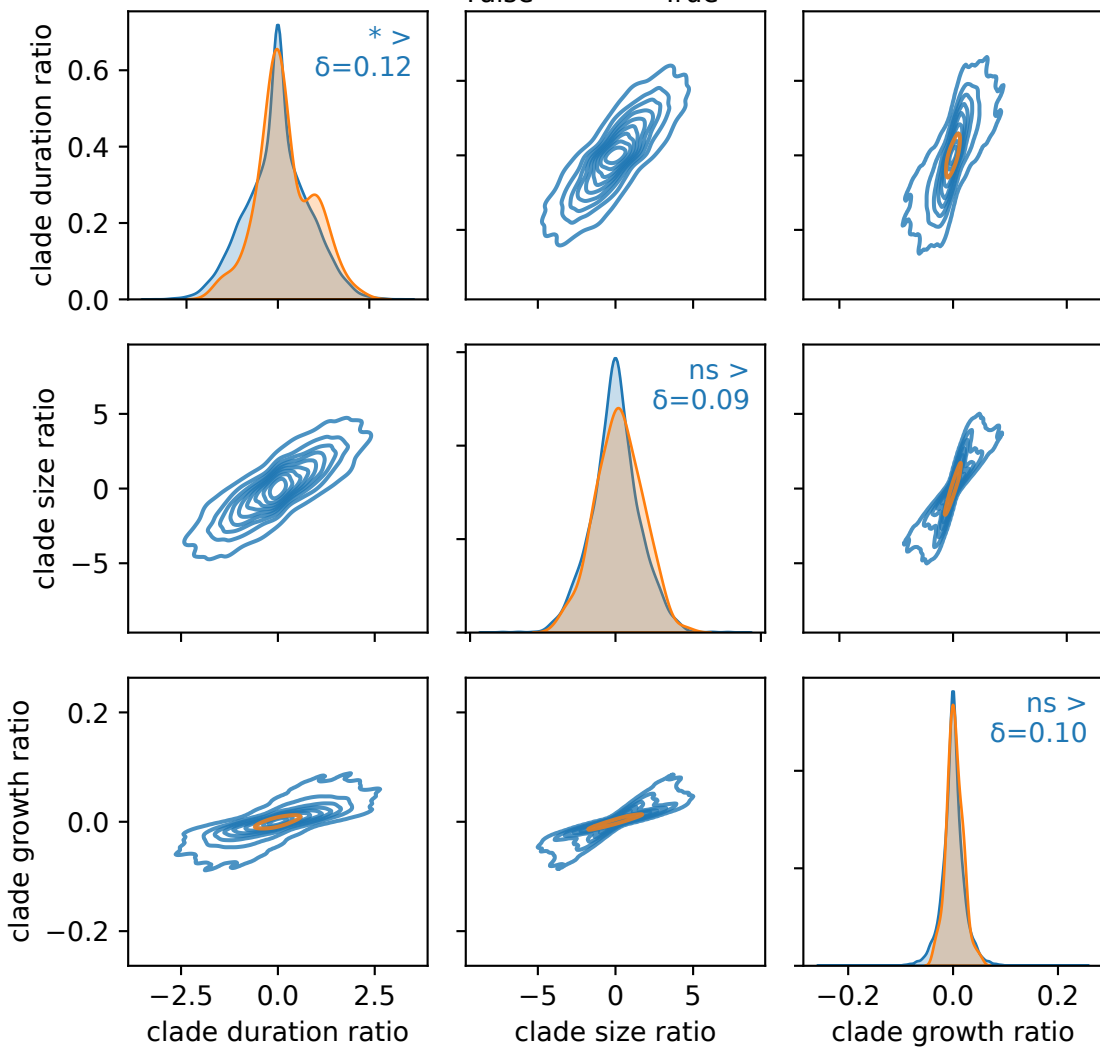 clade duration ratio
0.6
0.4
0.2
0.0
* >
δ=0.12
clade size ratio
5
0
−5
ns >
δ=0.09
clade growth ratio
0.2
0.0
−0.2
ns >
δ=0.10
−2.5 0.0 2.5
−5 0 5
−0.2 0.0 0.2
clade duration ratio
clade size ratio
clade growth ratio